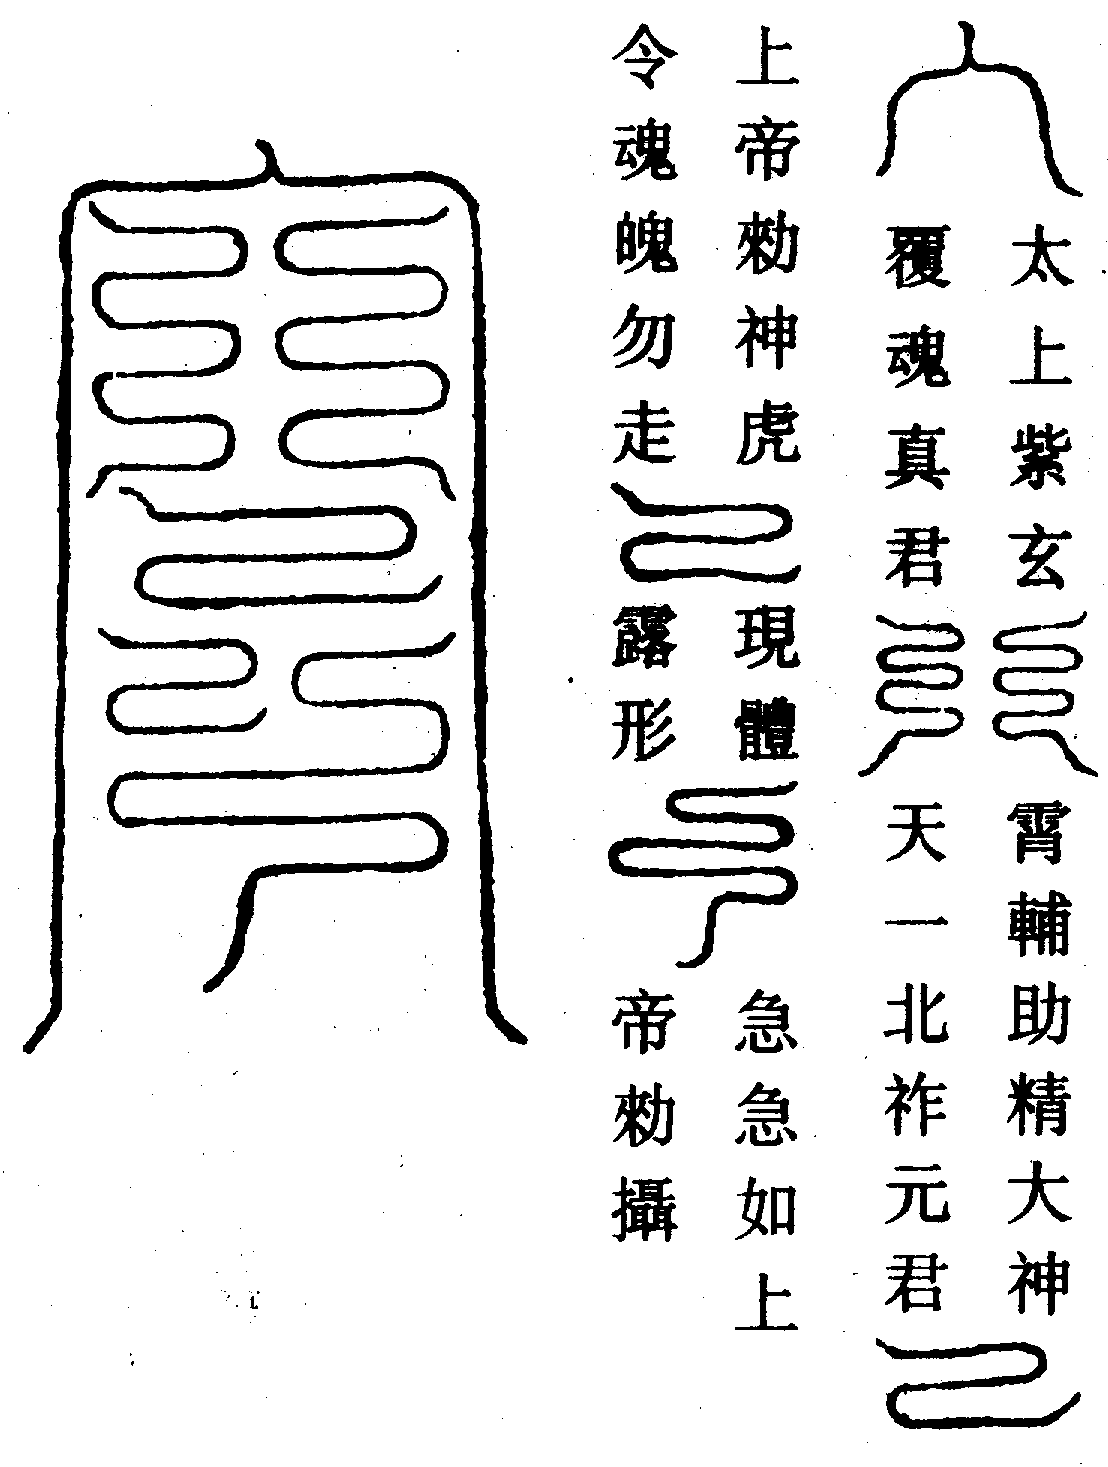 太上紫玄
覆魂真君
霄輔助精大神
天一北祚元君
上帝勑神虎
令魂魄勿走
現體
露形
急急如上
帝勑攝